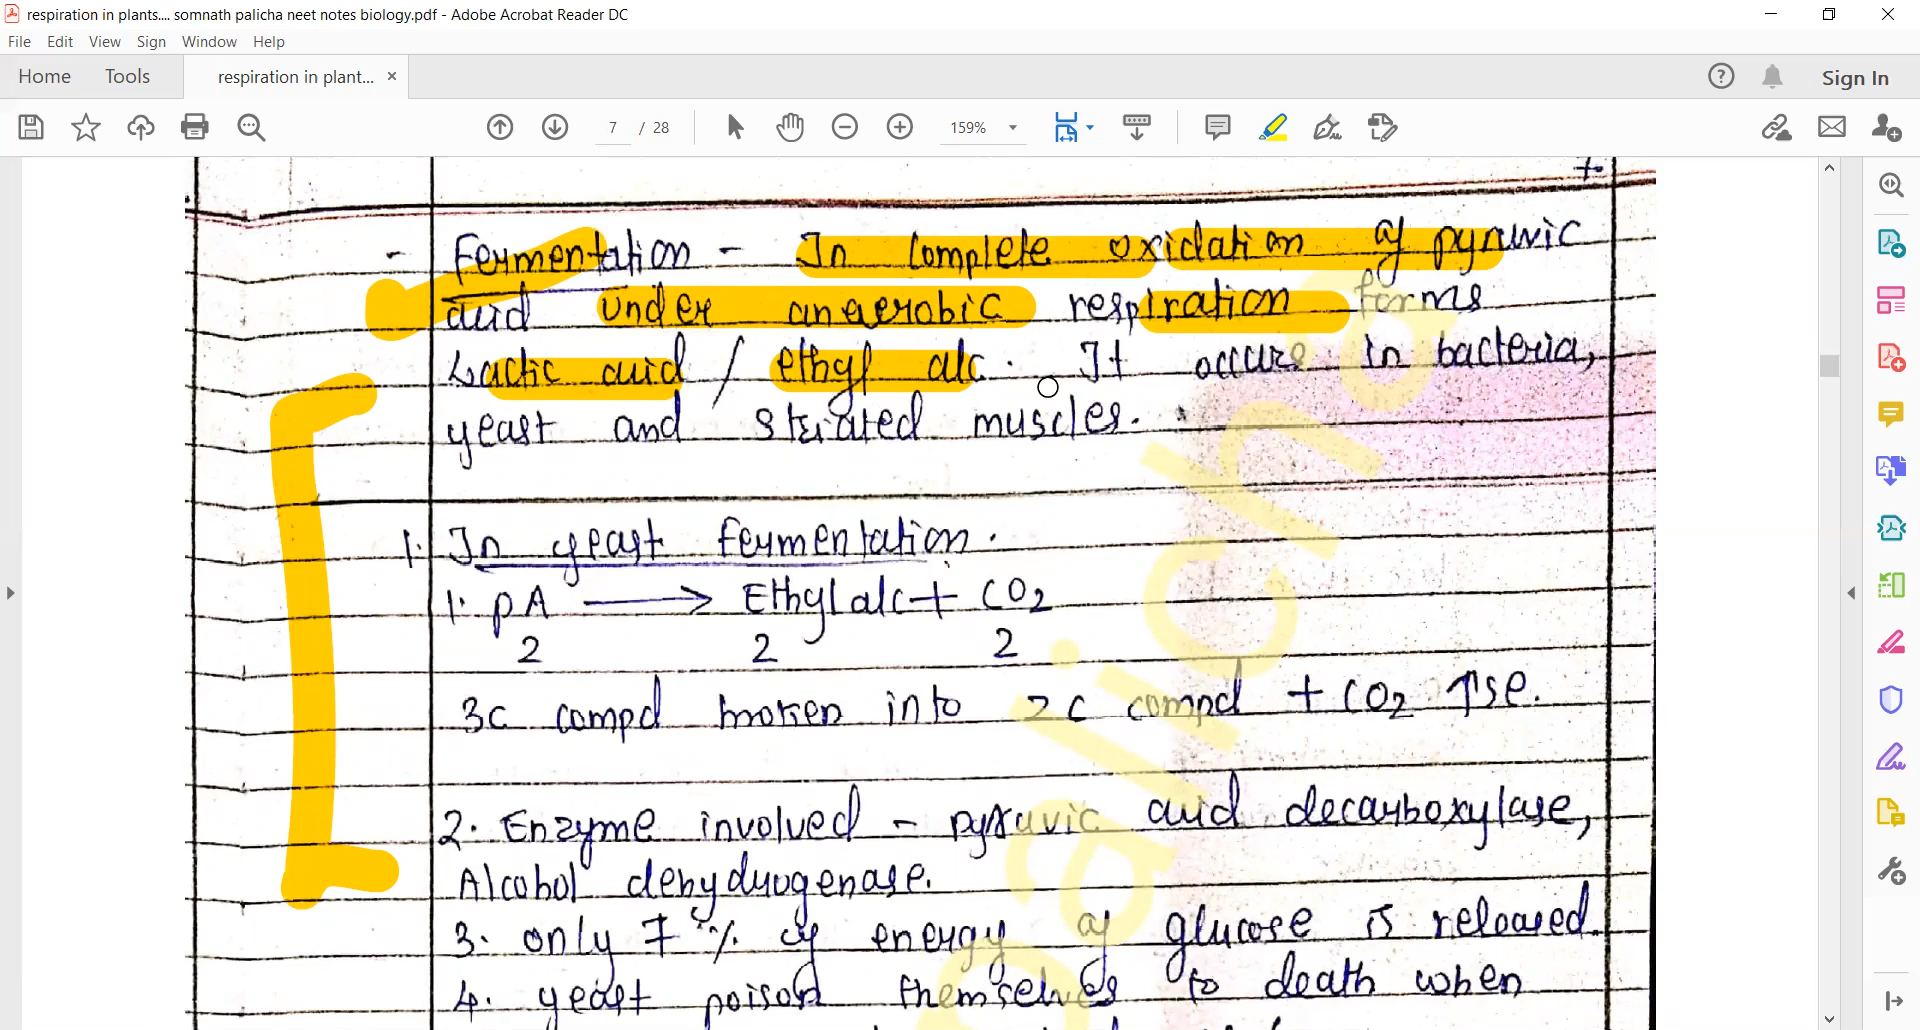 respiration in plants.... somnath palicha neet notes biology.pdf - Adobe Acrobat Reader DC
File Edit View Sign Window Help
Home Tools respiration in plant... × Sign In
7 / 28 159%
7
- Fermentation - In complete oxidation of pyruvic
acid under anaerobic respiration forms
Lactic acid / ethyl alc. It occurs in bacteria,
yeast and striated muscles.
1. In yeast fermentation.
1. PA → Ethyl alc + CO2
2 2 2
3c compd broken into 2c compd + CO2 ↑se.
2. Enzyme involved - pyruvic acid decarboxylase,
Alcohol dehydrogenase.
3. only 7% of energy of glucose is released.
4. yeast poison themselves to death when
palicha